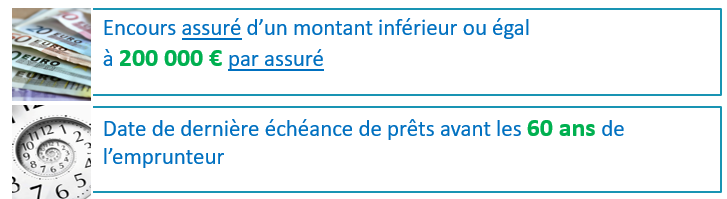 Encours assuré d’un montant inférieur ou égal
à 200 000 € par assuré
Date de dernière échéance de prêts avant les 60 ans de
l’emprunteur